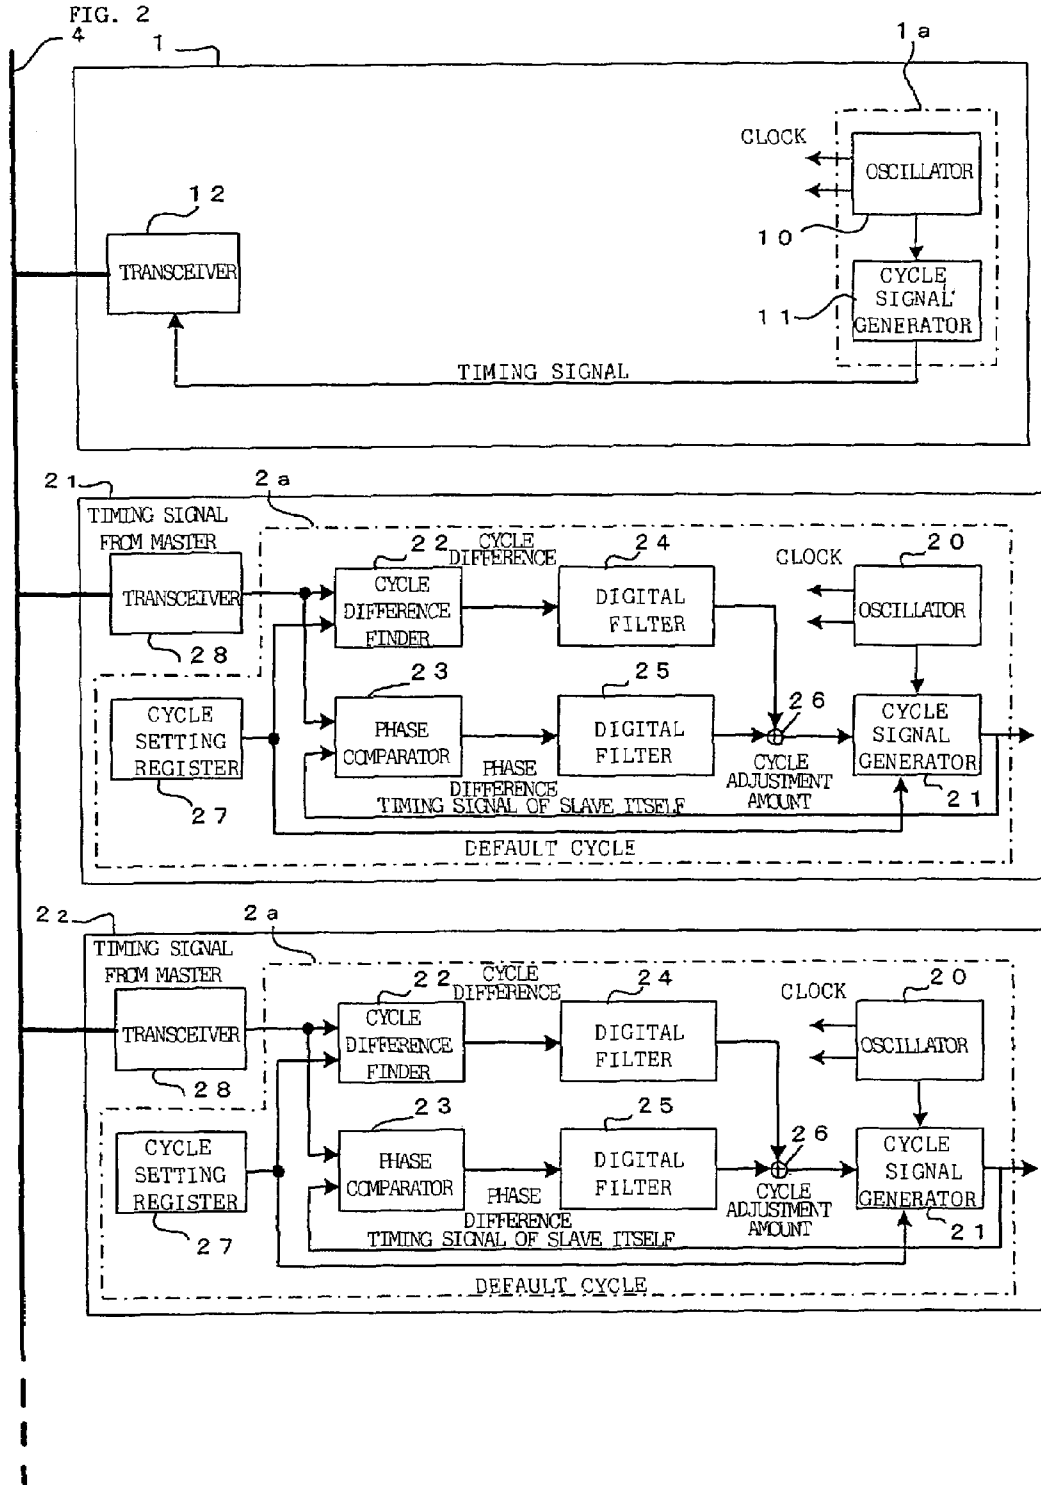 FIG. 2
4
1
1a
CLOCK
OSCILLATOR
10
12
TRANSCEIVER
CYCLE
SIGNAL
GENERATOR
11
TIMING SIGNAL
21
2a
TIMING SIGNAL
FROM MASTER
22
CYCLE
DIFFERENCE
24
CLOCK
20
TRANSCEIVER
CYCLE
DIFFERENCE
FINDER
DIGITAL
FILTER
OSCILLATOR
28
23
25
26
CYCLE
SETTING
REGISTER
PHASE
COMPARATOR
DIGITAL
FILTER
CYCLE
SIGNAL
GENERATOR
27
PHASE
DIFFERENCE
CYCLE
ADJUSTMENT
AMOUNT
21
TIMING SIGNAL OF SLAVE ITSELF
DEFAULT CYCLE
22
2a
TIMING SIGNAL
FROM MASTER
22
CYCLE
DIFFERENCE
24
CLOCK
20
TRANSCEIVER
CYCLE
DIFFERENCE
FINDER
DIGITAL
FILTER
OSCILLATOR
28
23
25
26
CYCLE
SETTING
REGISTER
PHASE
COMPARATOR
DIGITAL
FILTER
CYCLE
SIGNAL
GENERATOR
27
PHASE
DIFFERENCE
CYCLE
ADJUSTMENT
AMOUNT
21
TIMING SIGNAL OF SLAVE ITSELF
DEFAULT CYCLE